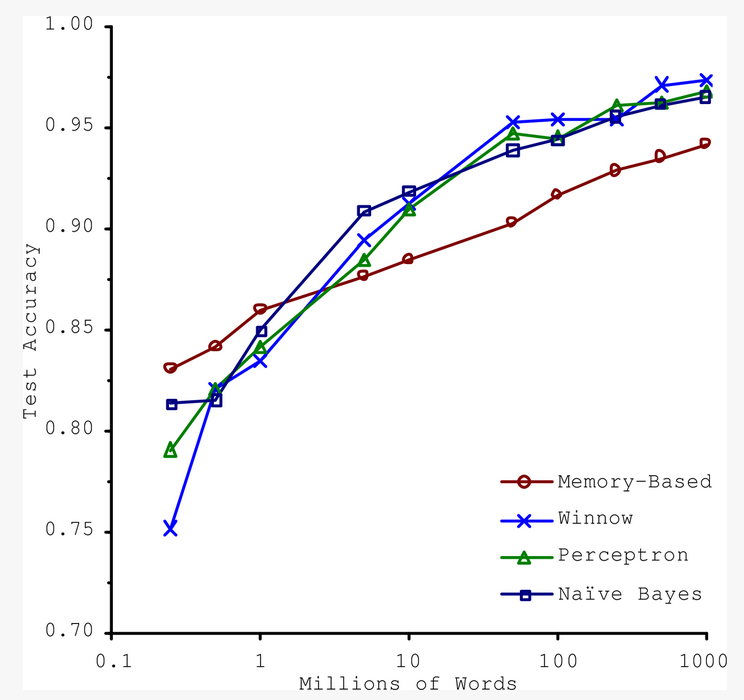 1.00
0.95
0.90
0.85
0.80
0.75
0.70
Test Accuracy
Memory-Based
Winnow
Perceptron
Naïve Bayes
0.1 1 10 100 1000
Millions of Words